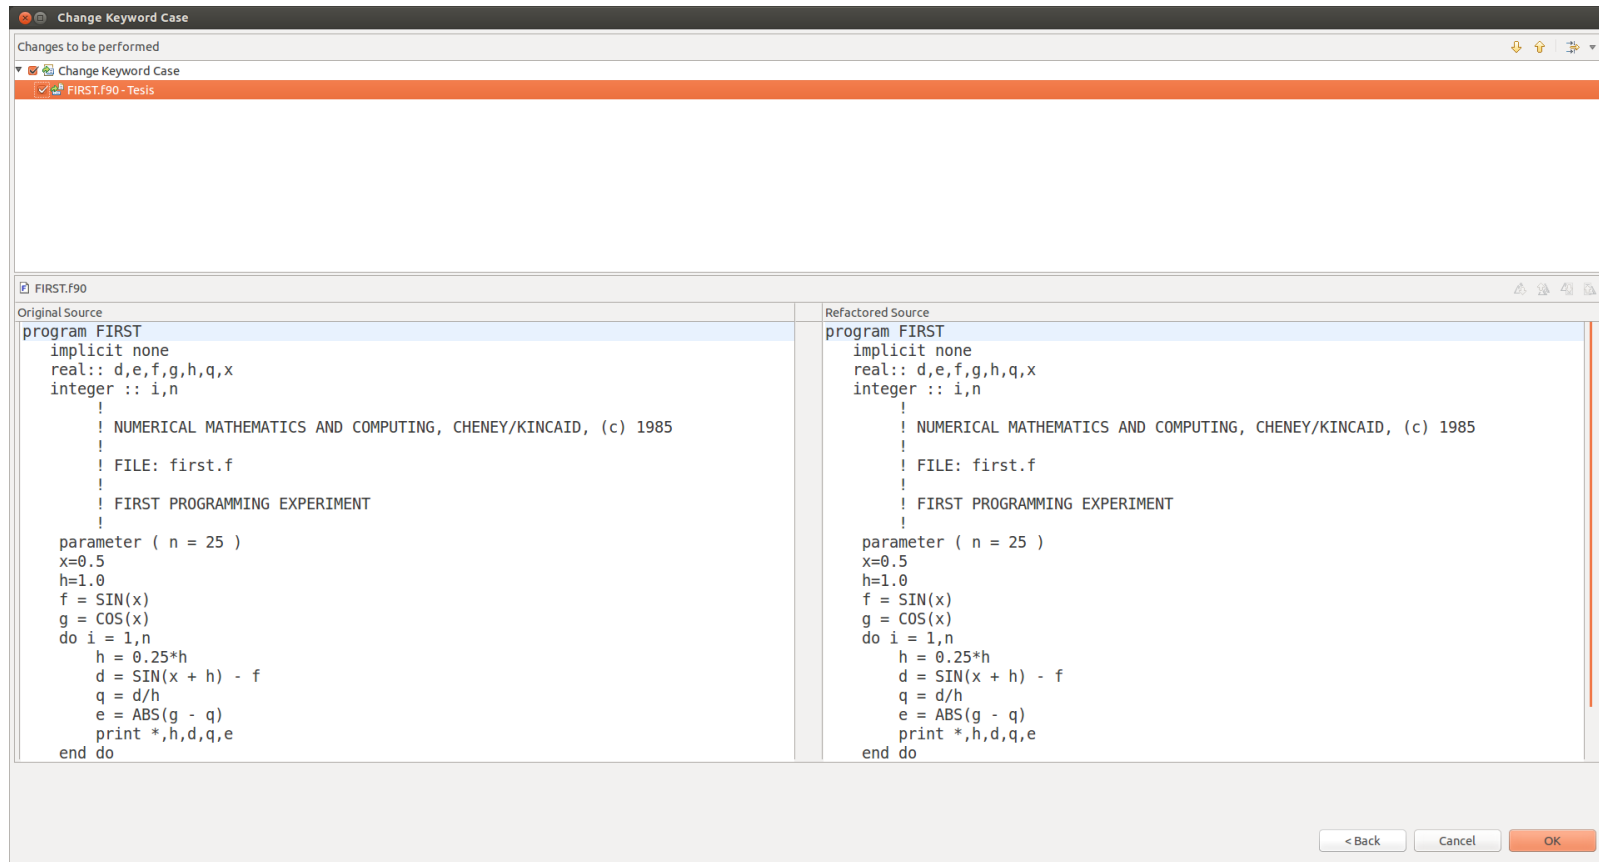 Change Keyword Case
Changes to be performed
Change Keyword Case
FIRST.f90 - Tesis
FIRST.f90
Original Source
program FIRST
implicit none
real:: d,e,f,g,h,q,x
integer :: i,n
!
! NUMERICAL MATHEMATICS AND COMPUTING, CHENEY/KINCAID, (c) 1985
!
! FILE: first.f
!
! FIRST PROGRAMMING EXPERIMENT
!
parameter ( n = 25 )
x=0.5
h=1.0
f = SIN(x)
g = COS(x)
do i = 1,n
h = 0.25*h
d = SIN(x + h) - f
q = d/h
e = ABS(g - q)
print *,h,d,q,e
end do
Refactored Source
program FIRST
implicit none
real:: d,e,f,g,h,q,x
integer :: i,n
!
! NUMERICAL MATHEMATICS AND COMPUTING, CHENEY/KINCAID, (c) 1985
!
! FILE: first.f
!
! FIRST PROGRAMMING EXPERIMENT
!
parameter ( n = 25 )
x=0.5
h=1.0
f = SIN(x)
g = COS(x)
do i = 1,n
h = 0.25*h
d = SIN(x + h) - f
q = d/h
e = ABS(g - q)
print *,h,d,q,e
end do
< Back
Cancel
OK